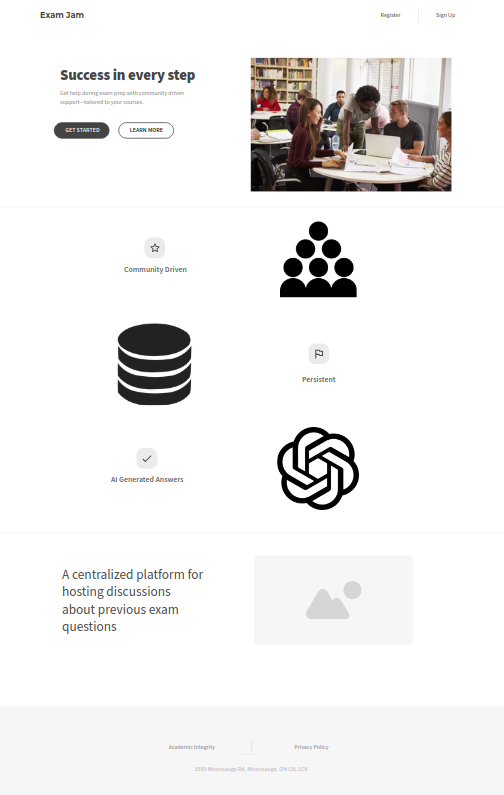 Exam Jam
Register
Sign Up
Success in every step
Get help during exam prep with community driven
support—tailored to your courses.
GET STARTED
LEARN MORE
Community Driven
Persistent
AI Generated Answers
A centralized platform for
hosting discussions
about previous exam
questions
Academic Integrity
Privacy Policy
3359 Mississauga Rd, Mississauga, ON L5L 1C6